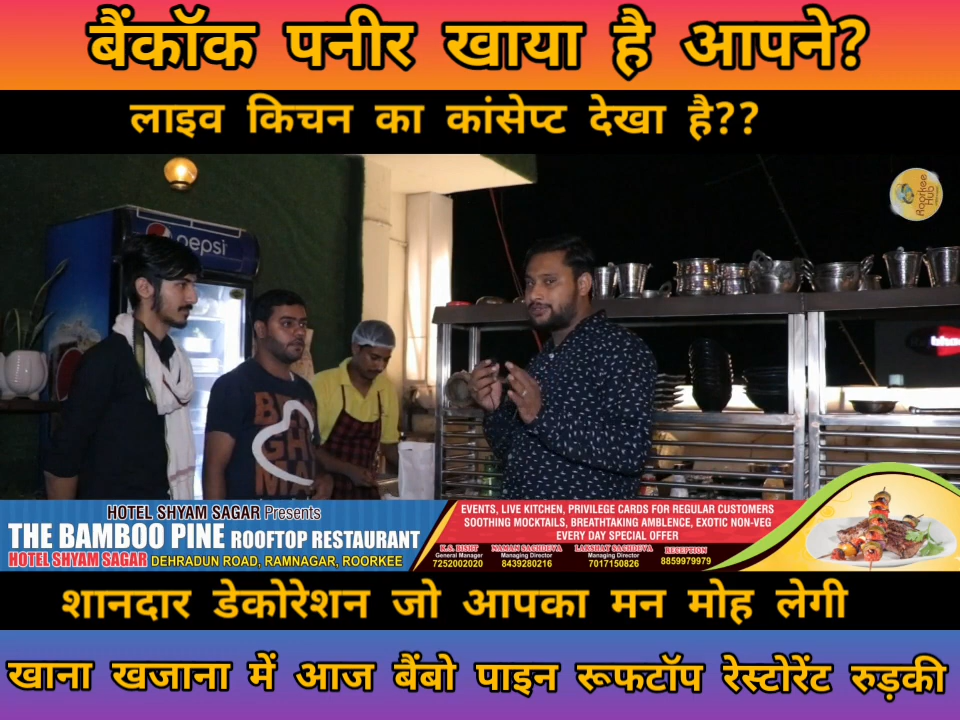 बैंकॉक पनीर खाया है आपने?
लाइव किचन का कांसेप्ट देखा है??
Roorkee
Hub
pepsi
HOTEL SHYAM SAGAR Presents
THE BAMBOO PINE ROOFTOP RESTAURANT
HOTEL SHYAM SAGAR DEHRADUN ROAD, RAMNAGAR, ROORKEE
EVENTS, LIVE KITCHEN, PRIVILEGE CARDS FOR REGULAR CUSTOMERS
SOOTHING MOCKTAILS, BREATHTAKING AMBLENCE, EXOTIC NON-VEG
EVERY DAY SPECIAL OFFER
K.S. BISHT NAMAN SACHDEVA LAKSHAY SACHDEVA RECEPTION
General Manager Managing Director Managing Director
7252002020 8439280216 7017150826 8859979979
शानदार डेकोरेशन जो आपका मन मोह लेगी
खाना खजाना में आज बैंबो पाइन रूफटॉप रेस्टोरेंट रुड़की